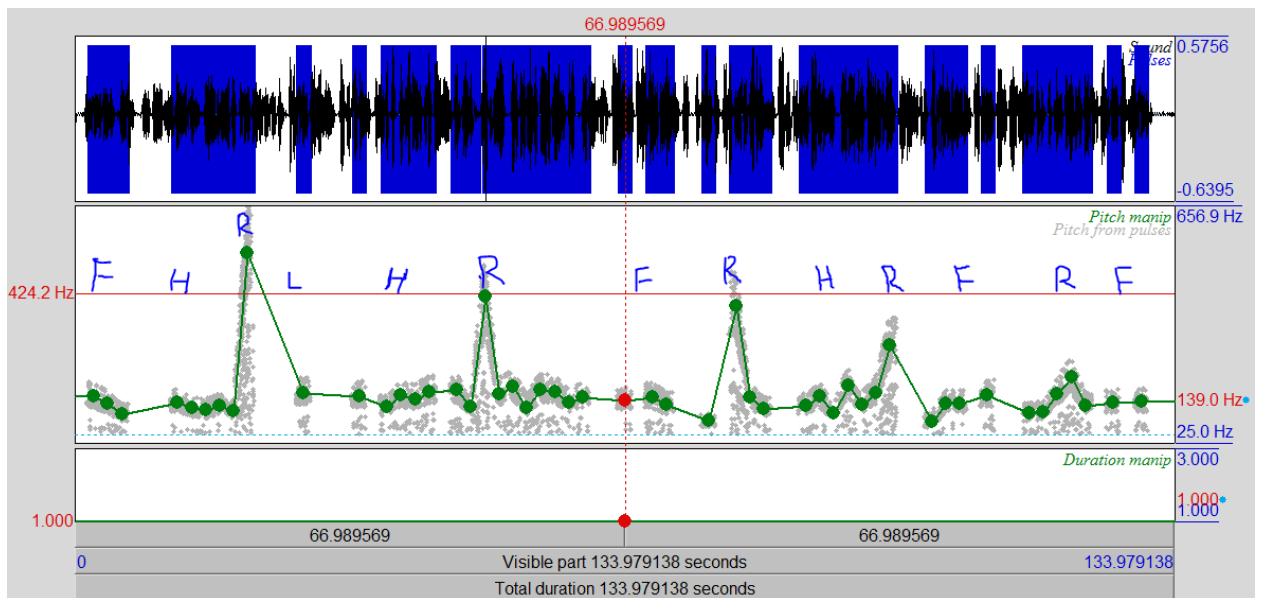 66.989569
Sound
Pulses
0.5756
-0.6395
Pitch manip
Pitch from pulses
656.9 Hz
R
F H L H R F R H R F R F
424.2 Hz
139.0 Hz
25.0 Hz
Duration manip
3.000
1.000
1.000
1.000
66.989569 66.989569
0 Visible part 133.979138 seconds 133.979138
Total duration 133.979138 seconds